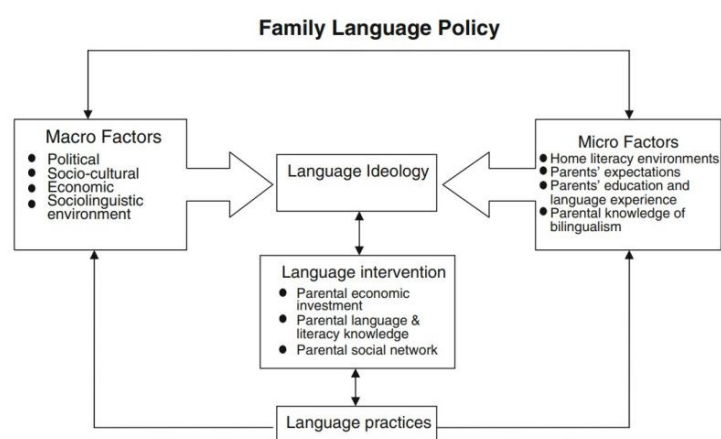 Family Language Policy
Macro Factors
● Political
● Socio-cultural
● Economic
● Sociolinguistic
environment
Language Ideology
Micro Factors
● Home literacy environments
● Parents' expectations
● Parents' education and
language experience
● Parental knowledge of
bilingualism
Language intervention
● Parental economic
investment
● Parental language &
literacy knowledge
● Parental social network
Language practices